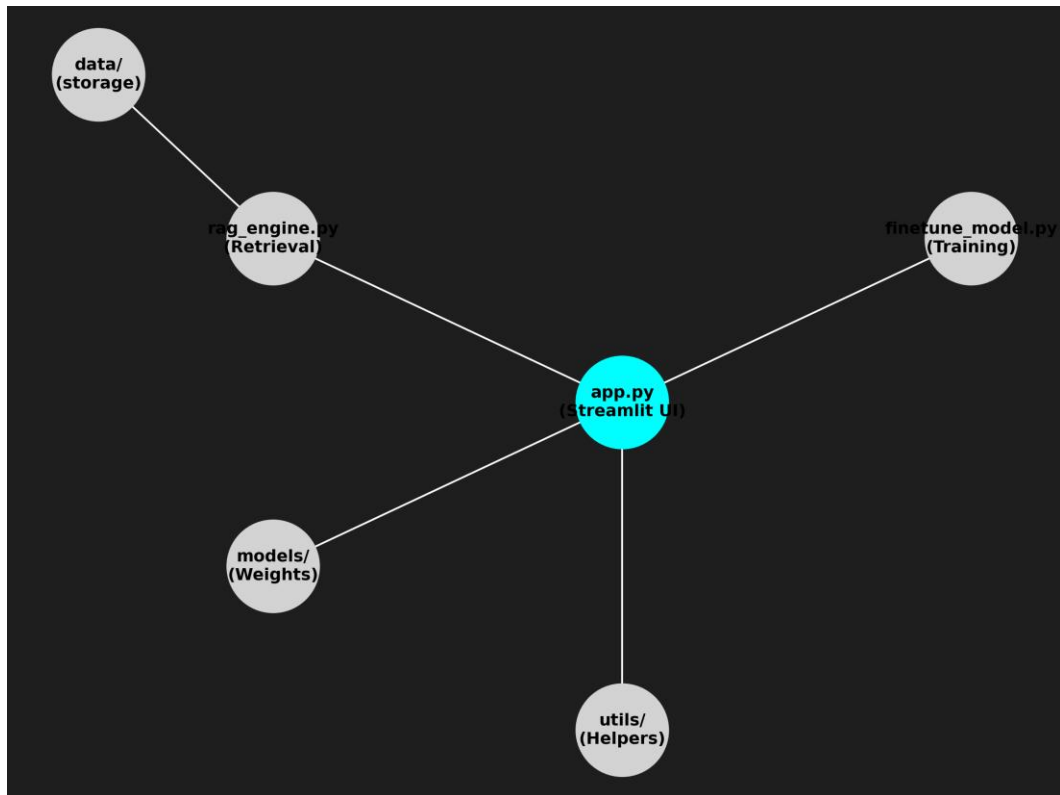 data/
(storage)
rag_engine.py
(Retrieval)
finetune_model.py
(Training)
app.py
(Streamlit UI)
models/
(Weights)
utils/
(Helpers)